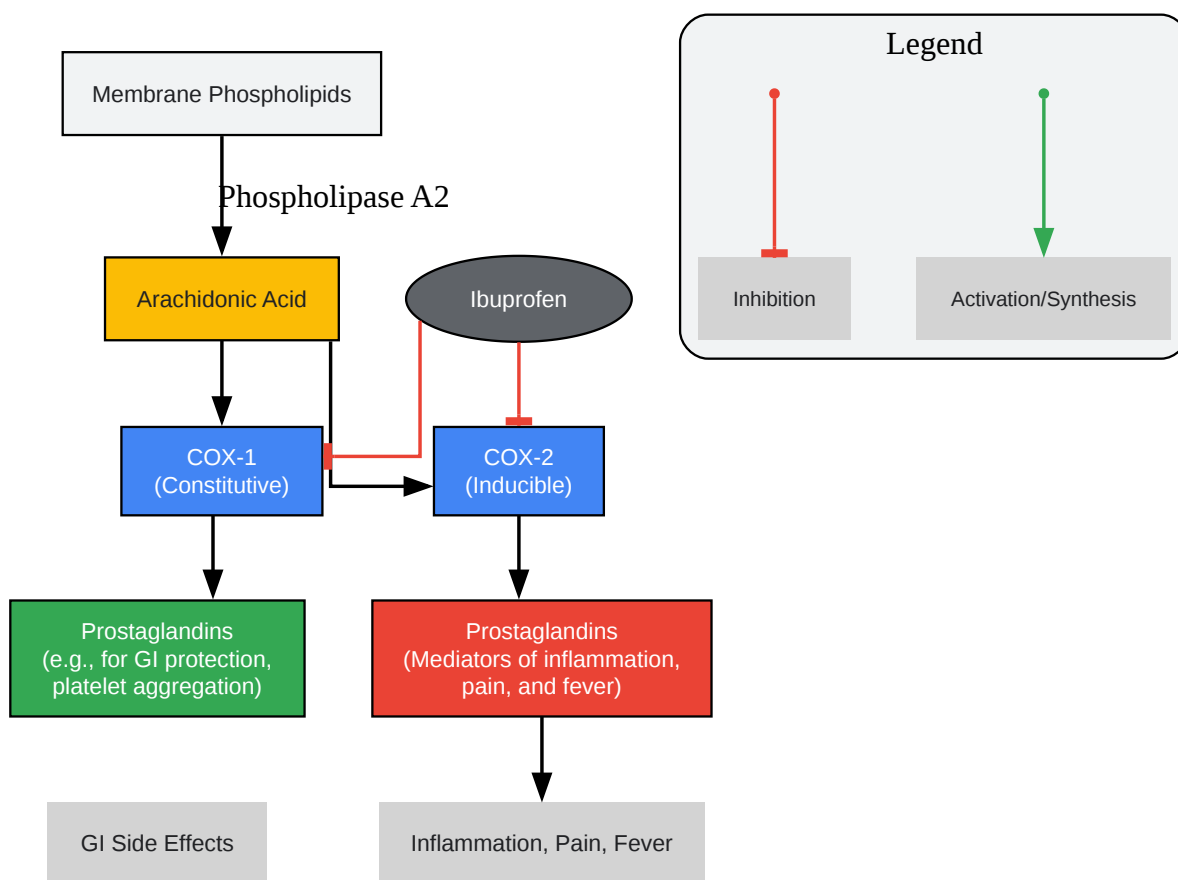 Legend
Membrane Phospholipids
Phospholipase A2
Arachidonic Acid
Ibuprofen
Inhibition
Activation/Synthesis
COX-1
(Constitutive)
COX-2
(Inducible)
Prostaglandins
(e.g., for GI protection,
platelet aggregation)
Prostaglandins
(Mediators of inflammation,
pain, and fever)
GI Side Effects
Inflammation, Pain, Fever